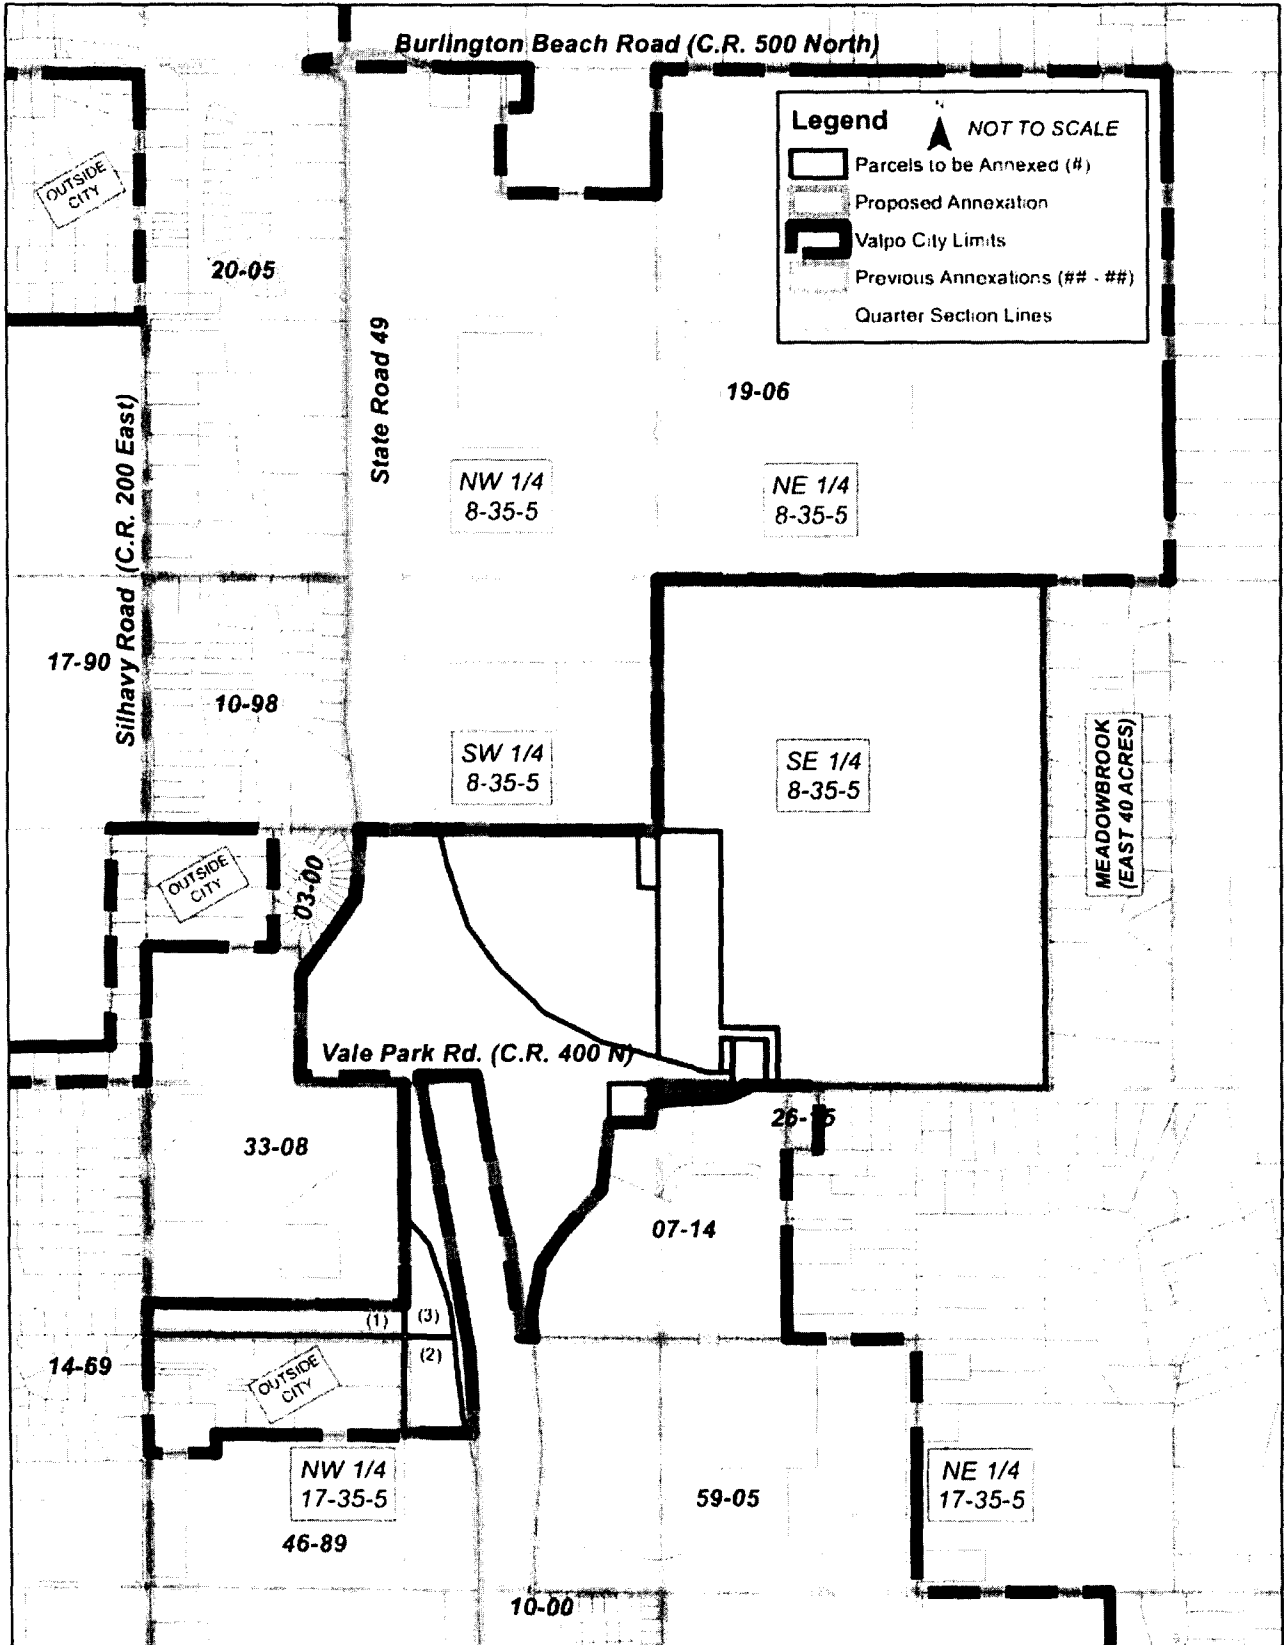 Burlington Beach Road (C.R. 500 North)
Legend
NOT TO SCALE
Parcels to be Annexed (#)
Proposed Annexation
Valpo City Limits
Previous Annexations (## - ##)
Quarter Section Lines
OUTSIDE
CITY
20-05
State Road 49
19-06
Silhavy Road (C.R. 200 East)
NW 1/4
8-35-5
NE 1/4
8-35-5
17-90
10-98
SW 1/4
8-35-5
SE 1/4
8-35-5
MEADOWBROOK
(EAST 40 ACRES)
OUTSIDE
CITY
03-00
Vale Park Rd. (C.R. 400 N)
33-08
07-14
(1)
(3)
(2)
14-69
OUTSIDE
CITY
NW 1/4
17-35-5
59-05
NE 1/4
17-35-5
46-89
10-00